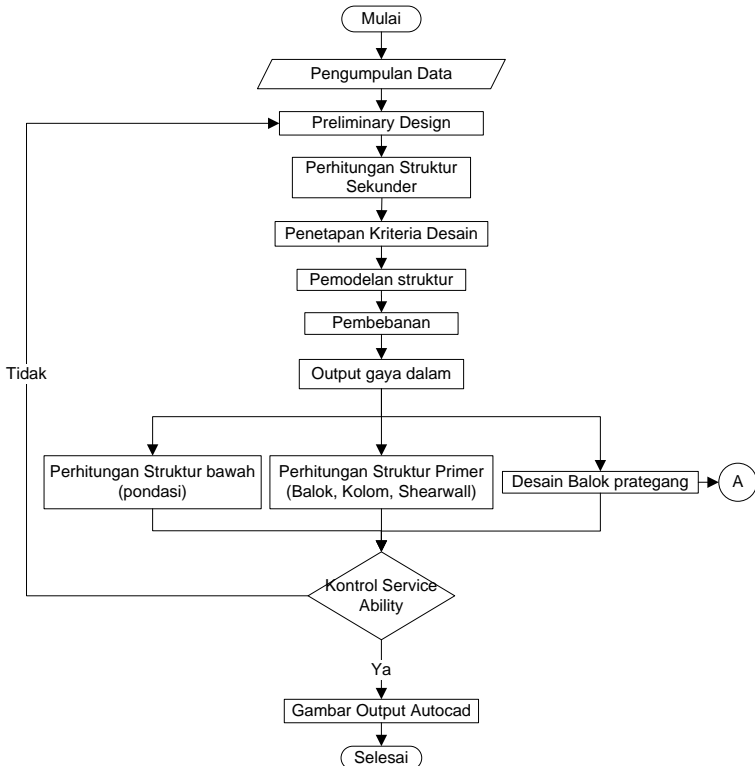 Mulai
Pengumpulan Data
Preliminary Design
Perhitungan Struktur
Sekunder
Penetapan Kriteria Desain
Pemodelan struktur
Pembebanan
Output gaya dalam
Tidak
Perhitungan Struktur bawah
(pondasi)
Perhitungan Struktur Primer
(Balok, Kolom, Shearwall)
Desain Balok prategang
A
Kontrol Service
Ability
Ya
Gambar Output Autocad
Selesai